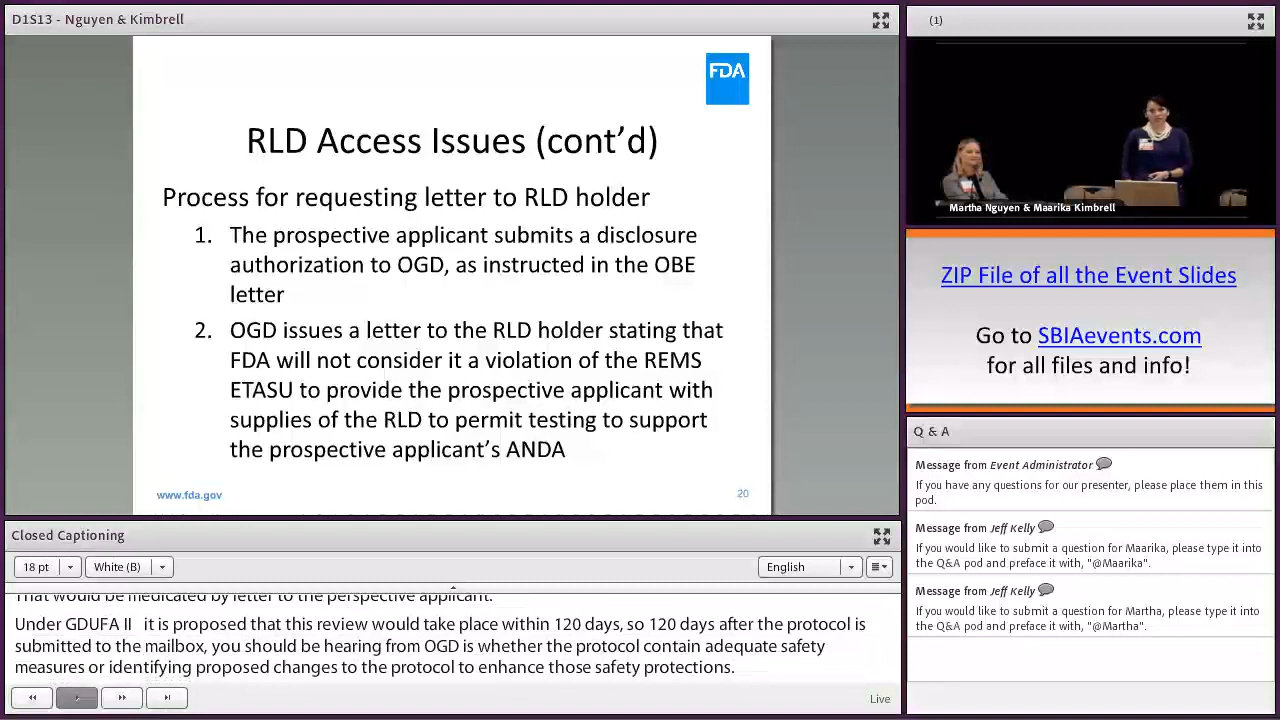 D1S13 - Nguyen & Kimbrell
FDA
RLD Access Issues (cont’d)
Process for requesting letter to RLD holder
1. The prospective applicant submits a disclosure
authorization to OGD, as instructed in the OBE
letter
2. OGD issues a letter to the RLD holder stating that
FDA will not consider it a violation of the REMS
ETASU to provide the prospective applicant with
supplies of the RLD to permit testing to support
the prospective applicant’s ANDA
www.fda.gov
20
Closed Captioning
18 pt
White (B)
English
That would be medicated by letter to the perspective applicant.
Under GDUFA II it is proposed that this review would take place within 120 days, so 120 days after the protocol is
submitted to the mailbox, you should be hearing from OGD is whether the protocol contain adequate safety
measures or identifying proposed changes to the protocol to enhance those safety protections.
Live
(1)
Martha Nguyen & Maarika Kimbrell
ZIP File of all the Event Slides
Go to SBIAevents.com
for all files and info!
Q & A
Message from Event Administrator
If you have any questions for our presenter, please place them in this
pod.
Message from Jeff Kelly
If you would like to submit a question for Maarika, please type it into
the Q&A pod and preface it with, "@Maarika".
Message from Jeff Kelly
If you would like to submit a question for Martha, please type it into
the Q&A pod and preface it with, "@Martha".